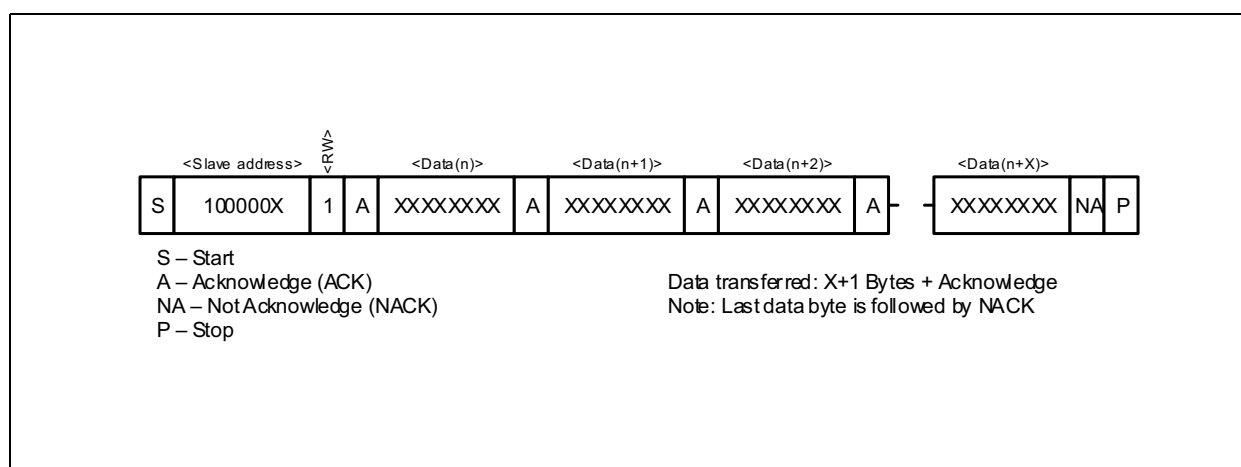 <Slave address> <RW> <Data(n)> <Data(n+1)> <Data(n+2)> <Data(n+X)>
S 100000X 1 A XXXXXXXX A XXXXXXXX A XXXXXXXX A XXXXXXXX NA P
S – Start
A – Acknowledge (ACK)
NA – Not Acknowledge (NACK)
P – Stop
Data transferred: X+1 Bytes + Acknowledge
Note: Last data byte is followed by NACK